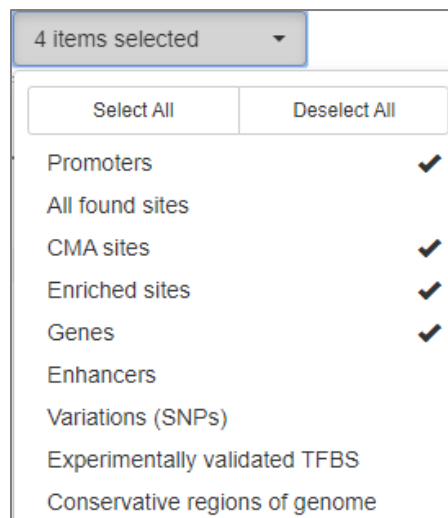 4 items selected
Select All Deselect All
Promoters
All found sites
CMA sites
Enriched sites
Genes
Enhancers
Variations (SNPs)
Experimentally validated TFBS
Conservative regions of genome